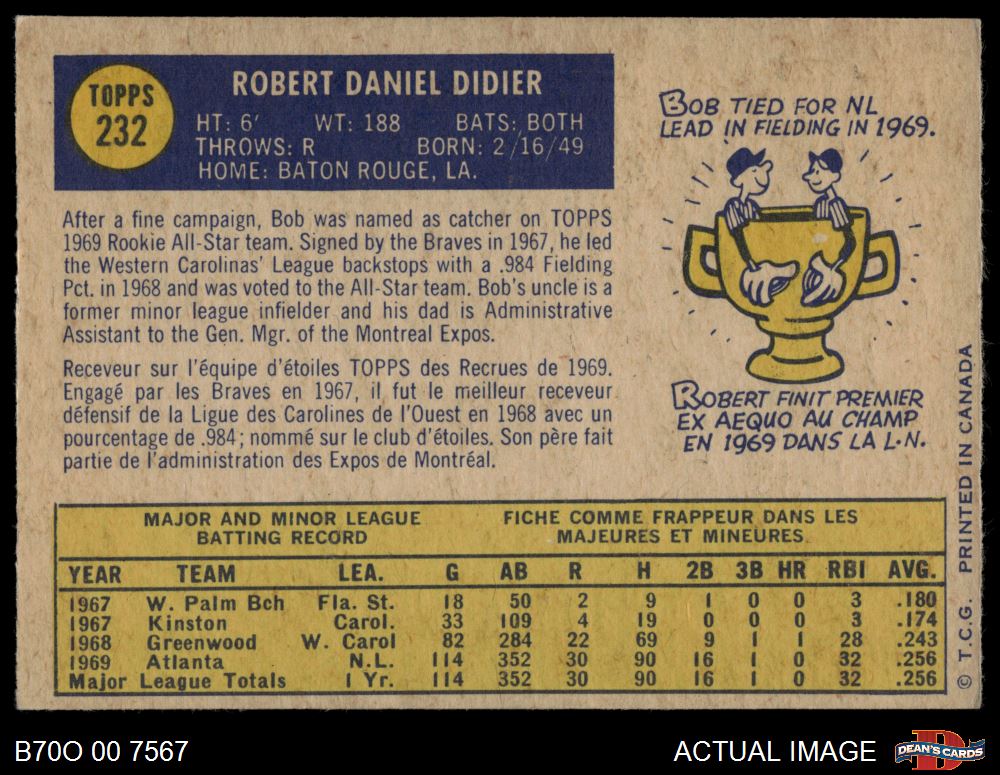 TOPPS
232
ROBERT DANIEL DIDIER
HT: 6' WT: 188 BATS: BOTH
THROWS: R BORN: 2/16/49
HOME: BATON ROUGE, LA.
After a fine campaign, Bob was named as catcher on TOPPS
1969 Rookie All-Star team. Signed by the Braves in 1967, he led
the Western Carolinas' League backstops with a .984 Fielding
Pct. in 1968 and was voted to the All-Star team. Bob's uncle is a
former minor league infielder and his dad is Administrative
Assistant to the Gen. Mgr. of the Montreal Expos.
Receveur sur l'équipe d'étoiles TOPPS des Recrues de 1969.
Engagé par les Braves en 1967, il fut le meilleur receveur
défensif de la Ligue des Carolines de l'Ouest en 1968 avec un
pourcentage de .984; nommé sur le club d'étoiles. Son père fait
partie de l'administration des Expos de Montréal.
BOB TIED FOR NL
LEAD IN FIELDING IN 1969.
ROBERT FINIT PREMIER
EX AEQUO AU CHAMP
EN 1969 DANS LA L.N.
MAJOR AND MINOR LEAGUE
BATTING RECORD
FICHE COMME FRAPPEUR DANS LES
MAJEURES ET MINEURES
YEAR TEAM LEA. G AB R H 2B 3B HR RBI AVG.
1967 W. Palm Bch Fla. St. 18 50 2 9 1 0 0 3 .180
1967 Kinston Carol. 33 109 4 19 0 0 0 3 .174
1968 Greenwood W. Carol 82 284 22 69 9 1 1 28 .243
1969 Atlanta N.L. 114 352 30 90 16 1 0 32 .256
Major League Totals 1 Yr. 114 352 30 90 16 1 0 32 .256
© T.C.G. PRINTED IN CANADA
B70O 00 7567
ACTUAL IMAGE
DEAN'S CARDS